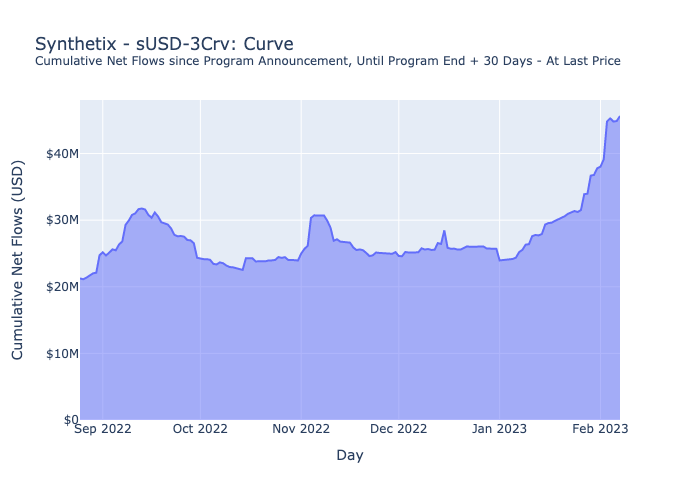 Synthetix - sUSD-3Crv: Curve
Cumulative Net Flows since Program Announcement, Until Program End + 30 Days - At Last Price
Cumulative Net Flows (USD)
$40M
$30M
$20M
$10M
$0
Sep 2022
Oct 2022
Nov 2022
Dec 2022
Jan 2023
Feb 2023
Day